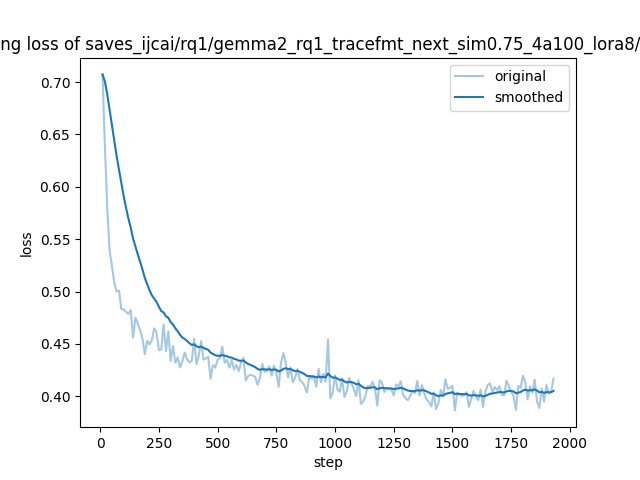 ng loss of saves_ijcai/rq1/gemma2_rq1_tracefmt_next_sim0.75_4a100_lora8/
original
smoothed
0.70
0.65
0.60
0.55
0.50
0.45
0.40
loss
0 250 500 750 1000 1250 1500 1750 2000
step